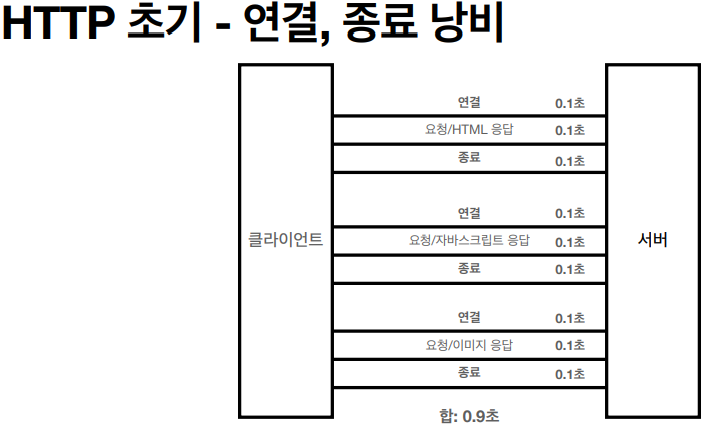 HTTP 초기 - 연결, 종료 낭비
연결 0.1초
요청/HTML 응답 0.1초
종료 0.1초
연결 0.1초
클라이언트
요청/자바스크립트 응답 0.1초
서버
종료 0.1초
연결 0.1초
요청/이미지 응답 0.1초
종료 0.1초
합: 0.9초